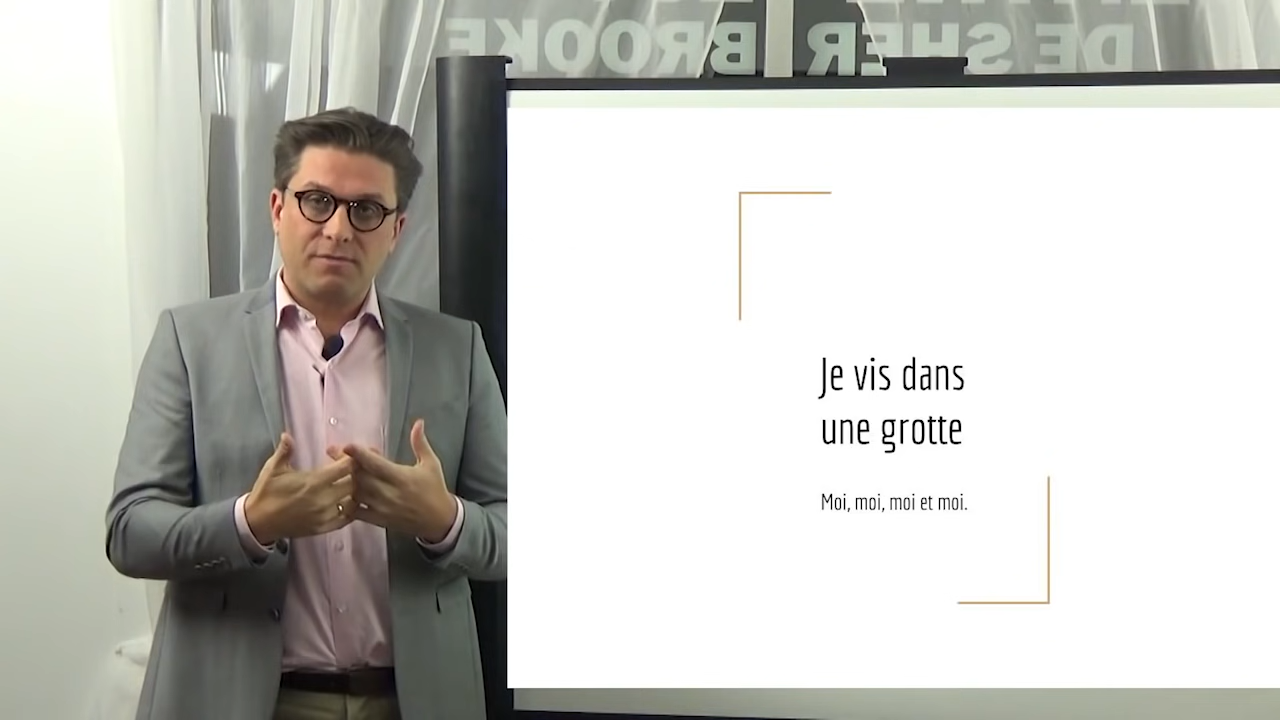 DE SHERBROOKE
Je vis dans
une grotte
Moi, moi, moi et moi.